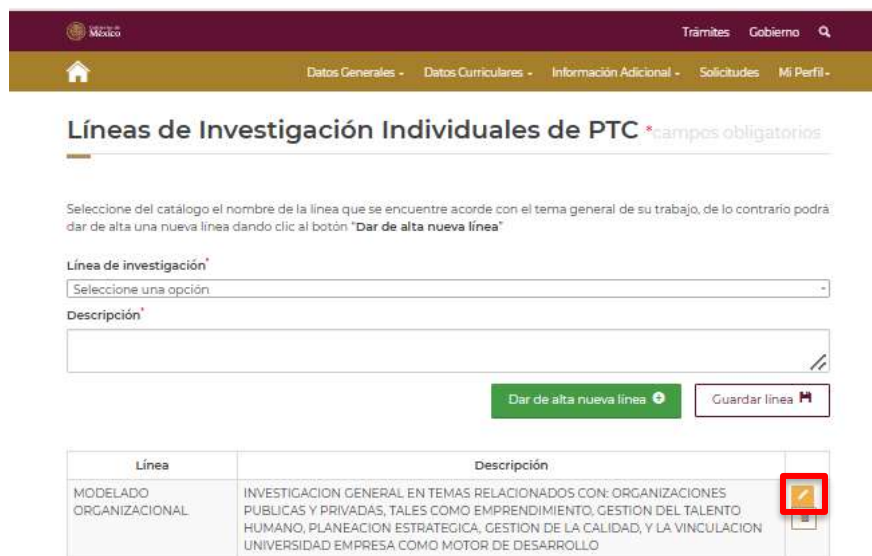 Gobierno de
México
Trámites Gobierno
Datos Generales Datos Curriculares Información Adicional Solicitudes Mi Perfil
Líneas de Investigación Individuales de PTC *campos obligatorios
Seleccione del catálogo el nombre de la línea que se encuentre acorde con el tema general de su trabajo, de lo contrario podrá
dar de alta una nueva línea dando clic al botón "Dar de alta nueva línea"
Línea de investigación*
Seleccione una opción
Descripción*
Dar de alta nueva línea Guardar línea
Línea Descripción
MODELADO
ORGANIZACIONAL
INVESTIGACION GENERAL EN TEMAS RELACIONADOS CON: ORGANIZACIONES
PUBLICAS Y PRIVADAS, TALES COMO EMPRENDIMIENTO, GESTION DEL TALENTO
HUMANO, PLANEACION ESTRATEGICA, GESTION DE LA CALIDAD, Y LA VINCULACION
UNIVERSIDAD EMPRESA COMO MOTOR DE DESARROLLO